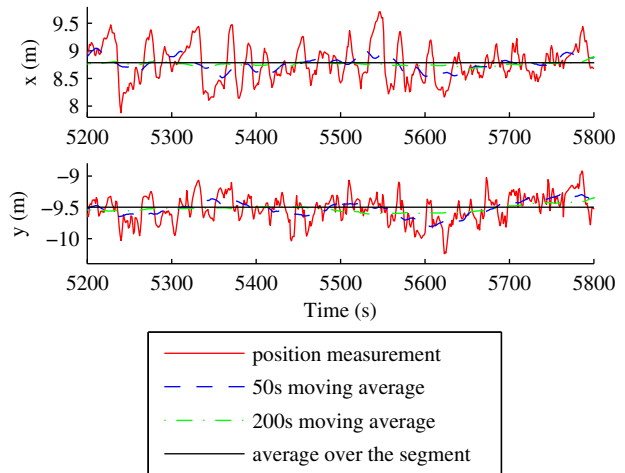 9.5
9
8.5
8
x (m)
5200 5300 5400 5500 5600 5700 5800
−9
−9.5
−10
y (m)
5200 5300 5400 5500 5600 5700 5800
Time (s)
position measurement
50s moving average
200s moving average
average over the segment